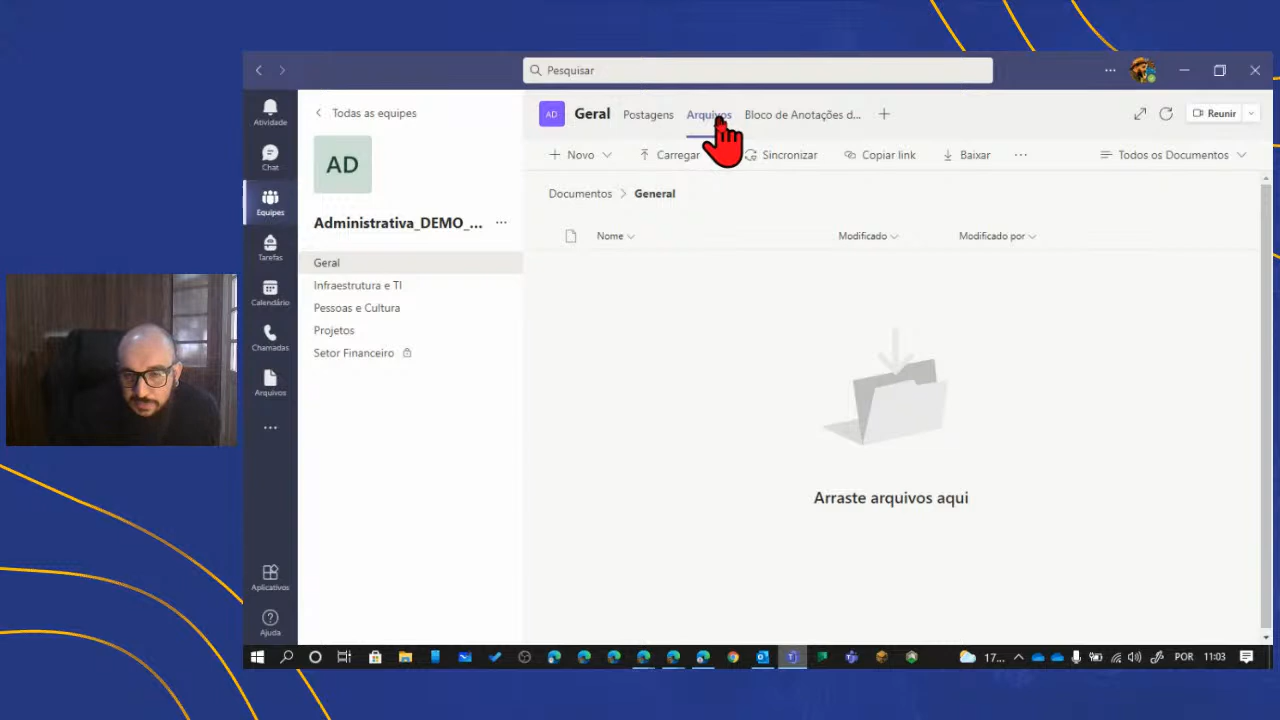 Pesquisar
Atividade
Chat
Equipes
Tarefas
Calendário
Chamadas
Arquivos
Aplicativos
Ajuda
Todas as equipes
AD
Administrativa_DEMO_...
Geral
Infraestrutura e TI
Pessoas e Cultura
Projetos
Setor Financeiro
AD Geral Postagens Arquivos Bloco de Anotações d... Reunir
Novo Carregar Sincronizar Copiar link Baixar Todos os Documentos
Documentos > General
Nome Modificado Modificado por
Arraste arquivos aqui
17... POR 11:03